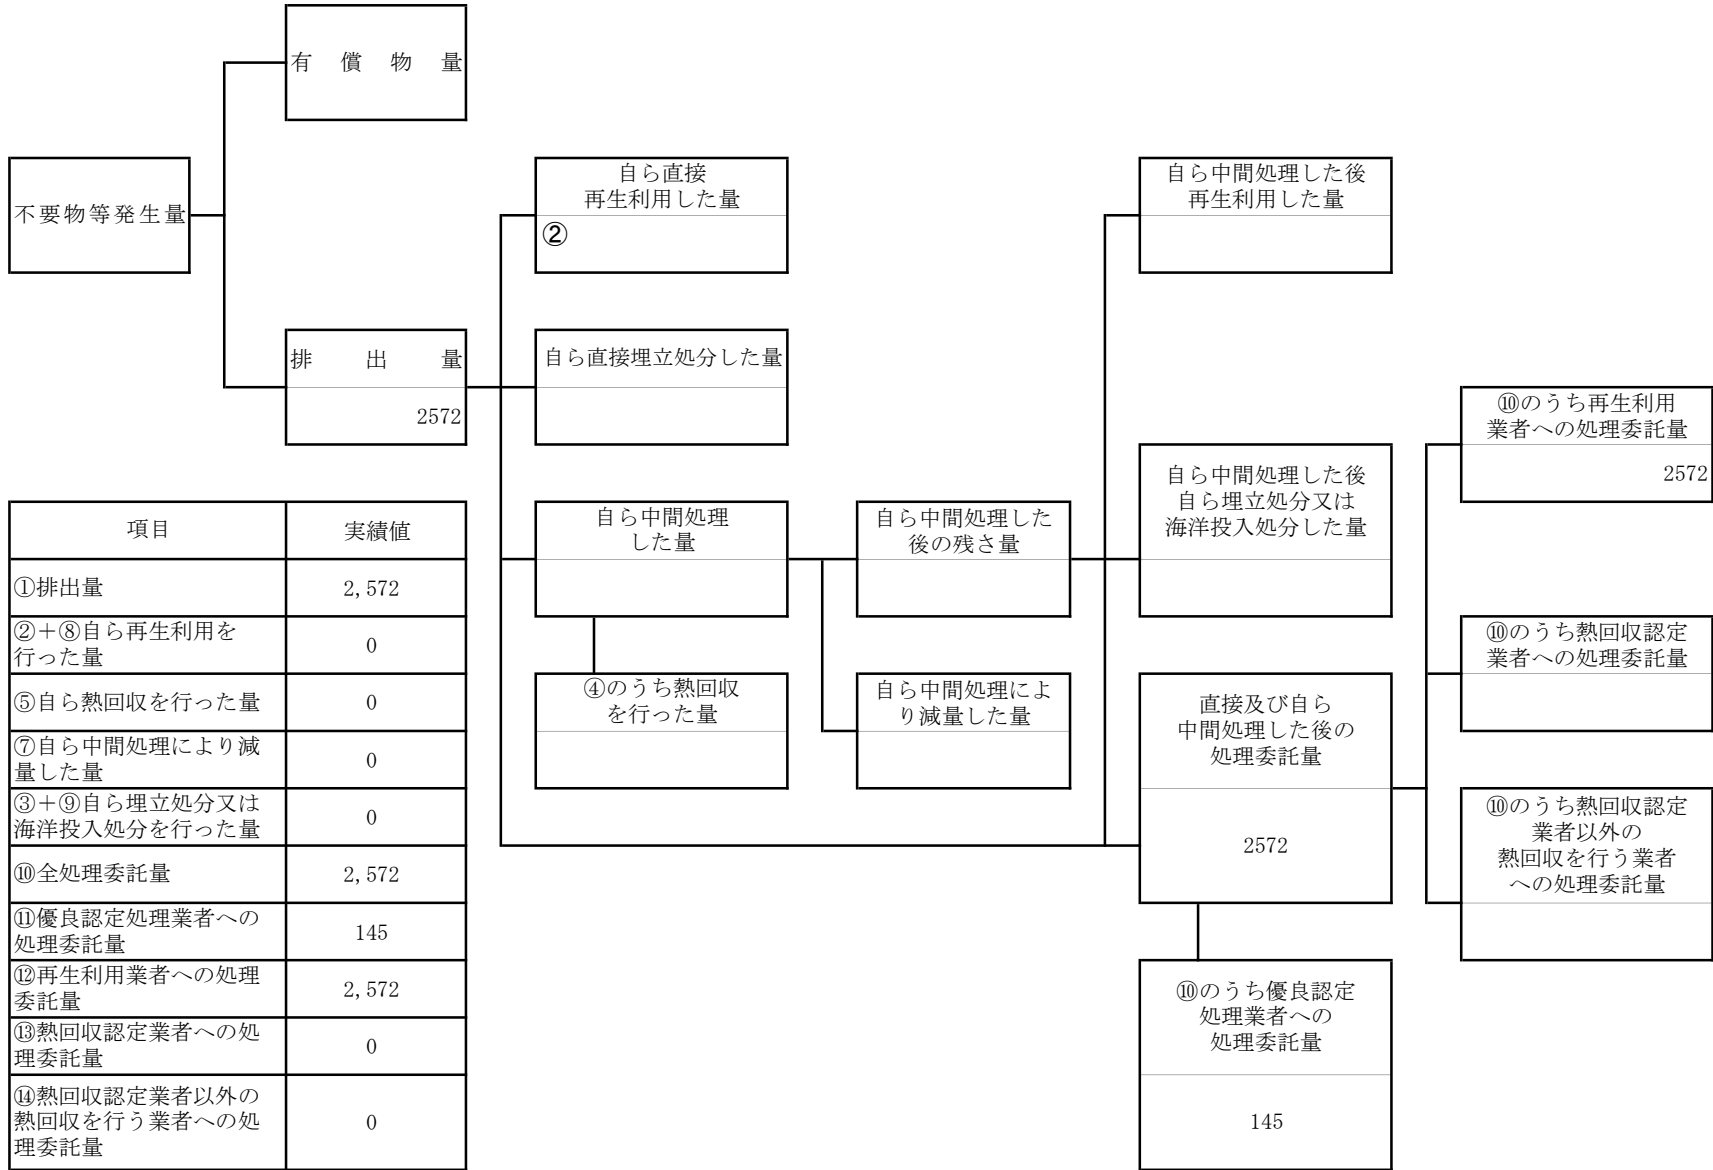 有償物量
不要物等発生量
自ら直接
再生利用した量
②
自ら中間処理した後
再生利用した量
排出量
2572
自ら直接埋立処分した量
⑩のうち再生利用
業者への処理委託量
2572
自ら中間処理
した量
自ら中間処理した
後の残さ量
自ら中間処理した後
自ら埋立処分又は
海洋投入処分した量
④のうち熱回収
を行った量
自ら中間処理によ
り減量した量
直接及び自ら
中間処理した後の
処理委託量
2572
⑩のうち熱回収認定
業者への処理委託量
⑩のうち熱回収認定
業者以外の
熱回収を行う業者
への処理委託量
⑩のうち優良認定
処理業者への
処理委託量
145
項目 実績値
①排出量 2,572
②+⑧自ら再生利用を
行った量 0
⑤自ら熱回収を行った量 0
⑦自ら中間処理により減
量した量 0
③+⑨自ら埋立処分又は
海洋投入処分を行った量 0
⑩全処理委託量 2,572
⑪優良認定処理業者への
処理委託量 145
⑫再生利用業者への処理
委託量 2,572
⑬熱回収認定業者への処
理委託量 0
⑭熱回収認定業者以外の
熱回収を行う業者への処
理委託量 0